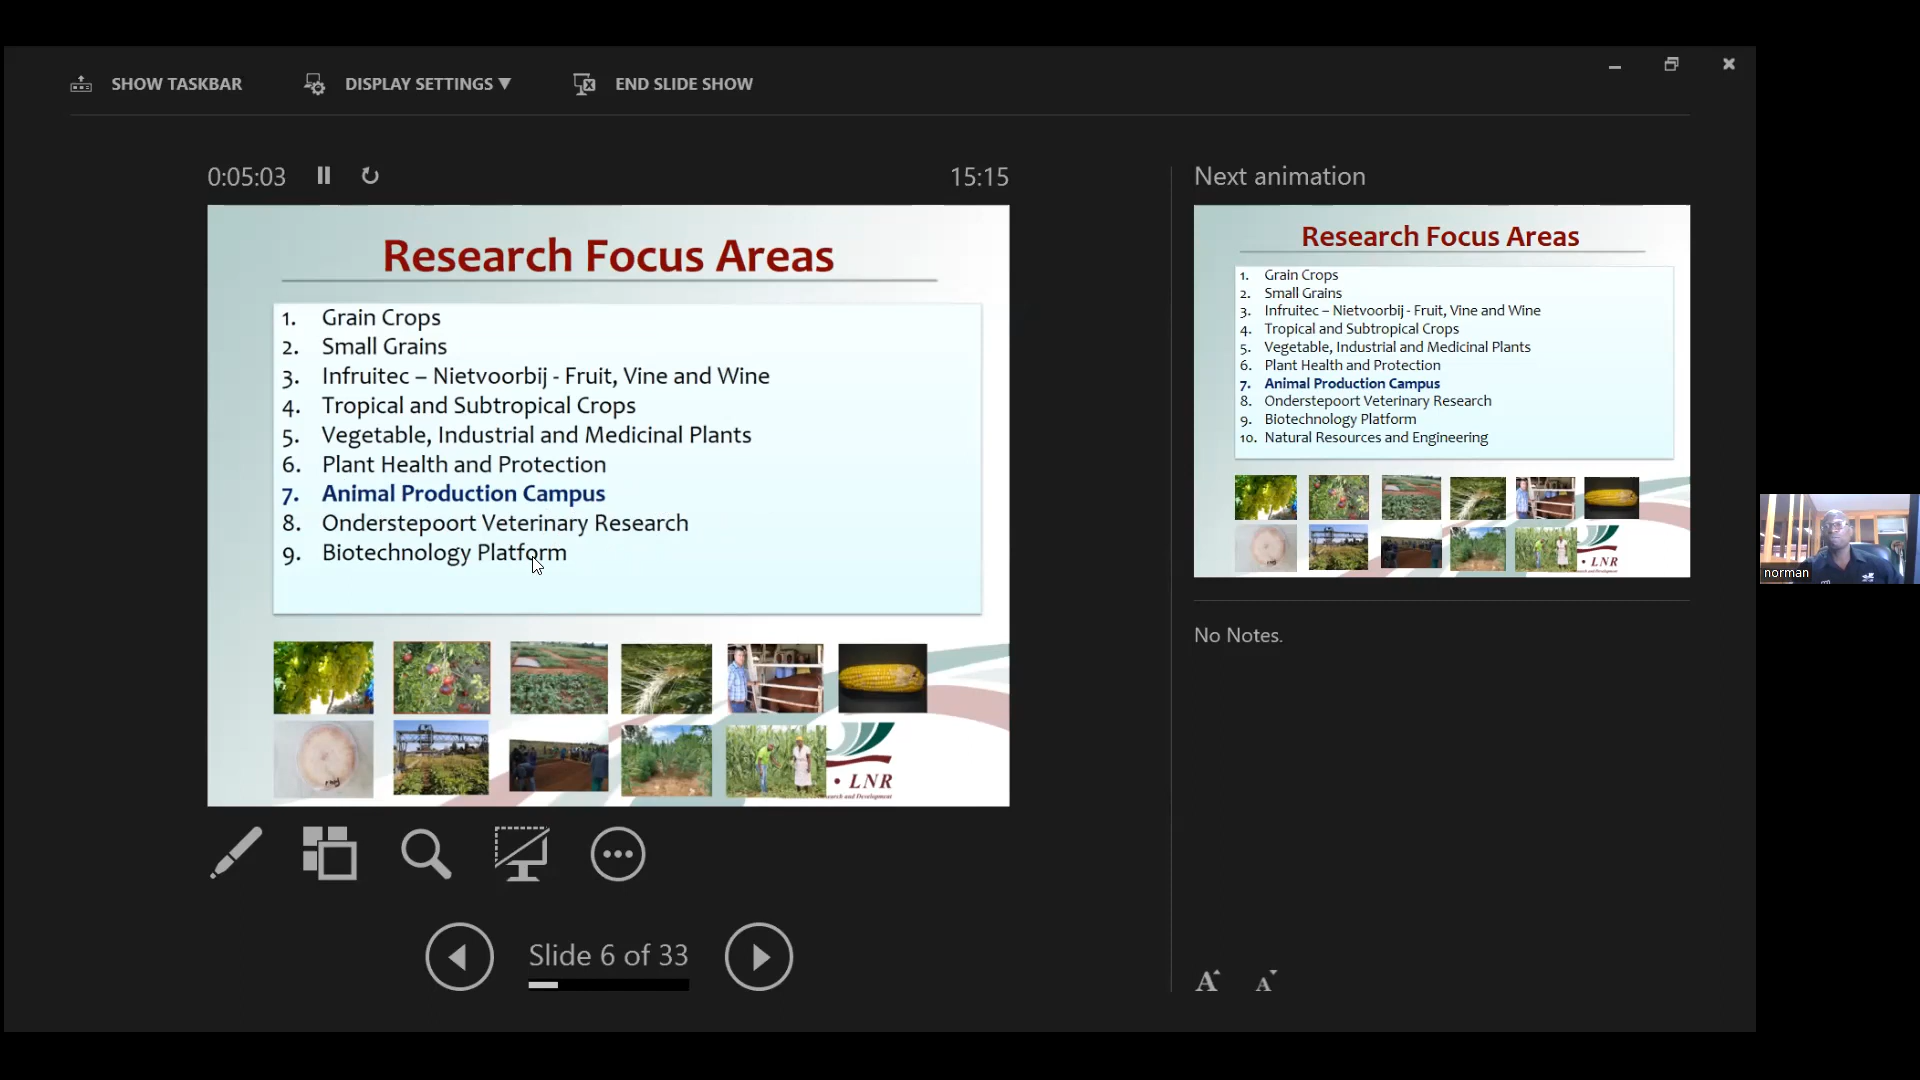 SHOW TASKBAR
DISPLAY SETTINGS ▼
END SLIDE SHOW
0:05:03
15:15
Research Focus Areas
1. Grain Crops
2. Small Grains
3. Infruitec – Nietvoorbij - Fruit, Vine and Wine
4. Tropical and Subtropical Crops
5. Vegetable, Industrial and Medicinal Plants
6. Plant Health and Protection
7. Animal Production Campus
8. Onderstepoort Veterinary Research
9. Biotechnology Platform
• LNR
and Development
Slide 6 of 33
Next animation
Research Focus Areas
1. Grain Crops
2. Small Grains
3. Infruitec – Nietvoorbij - Fruit, Vine and Wine
4. Tropical and Subtropical Crops
5. Vegetable, Industrial and Medicinal Plants
6. Plant Health and Protection
7. Animal Production Campus
8. Onderstepoort Veterinary Research
9. Biotechnology Platform
10. Natural Resources and Engineering
• LNR
No Notes.
A A
norman